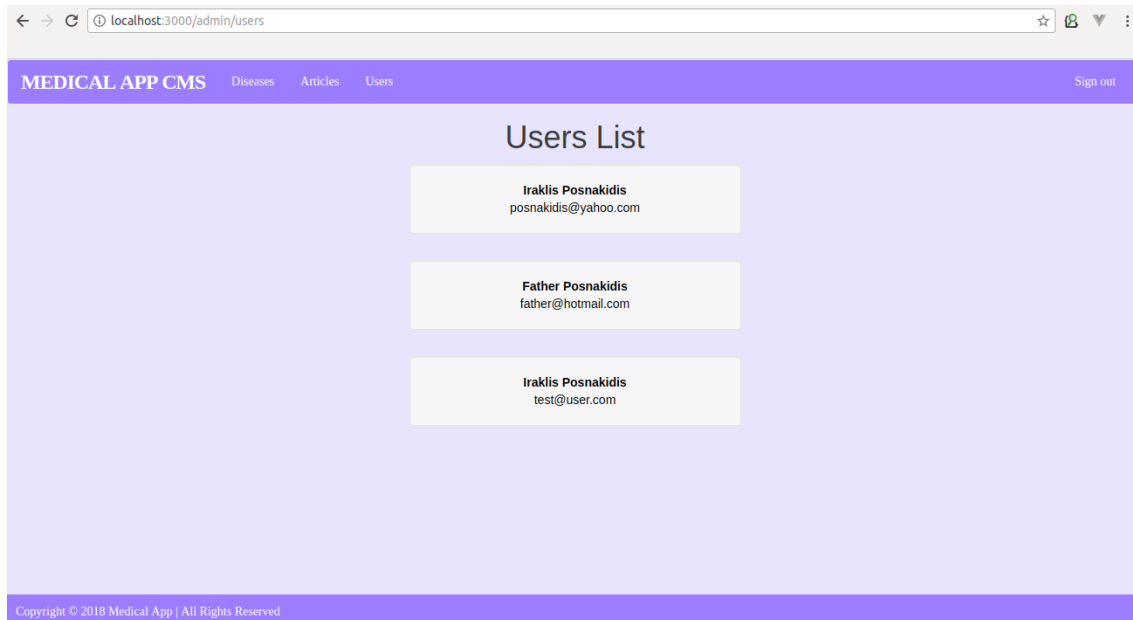 localhost:3000/admin/users
MEDICAL APP CMS Diseases Articles Users Sign out
Users List
Iraklis Posnakidis
posnakidis@yahoo.com
Father Posnakidis
father@hotmail.com
Iraklis Posnakidis
test@user.com
Copyright © 2018 Medical App | All Rights Reserved